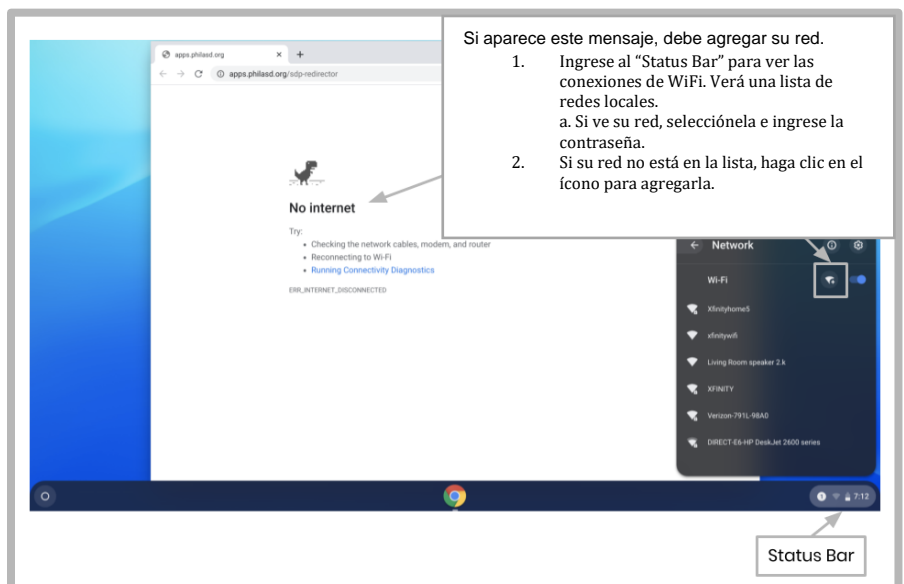 Si aparece este mensaje, debe agregar su red.
1. Ingrese al “Status Bar” para ver las
conexiones de WiFi. Verá una lista de
redes locales.
a. Si ve su red, selecciónela e ingrese la
contraseña.
2. Si su red no está en la lista, haga clic en el
ícono para agregarla.
apps.philasd.org × +
apps.philasd.org/sdp-redirector
No internet
Try:
• Checking the network cables, modem, and router
• Reconnecting to Wi-Fi
• Running Connectivity Diagnostics
ERR_INTERNET_DISCONNECTED
Network
Wi-Fi
Xfinityhome5
xfinitywifi
Living Room speaker 2.k
XFINITY
Verizon-791L-98A0
DIRECT-E6-HP DeskJet 2600 series
1 7:12
Status Bar